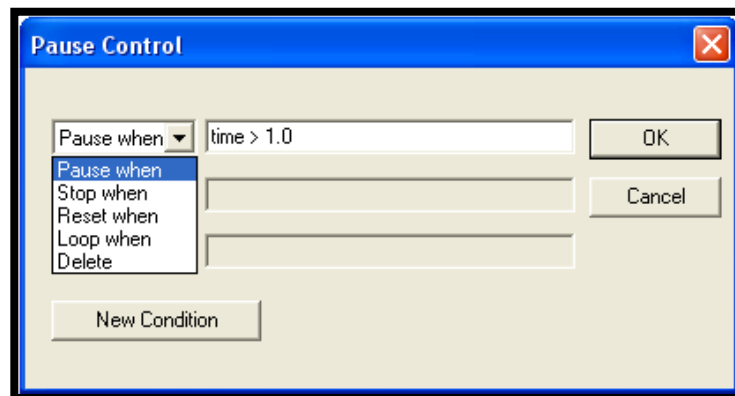 Pause Control
Pause when
time > 1.0
OK
Pause when
Stop when
Reset when
Loop when
Delete
Cancel
New Condition